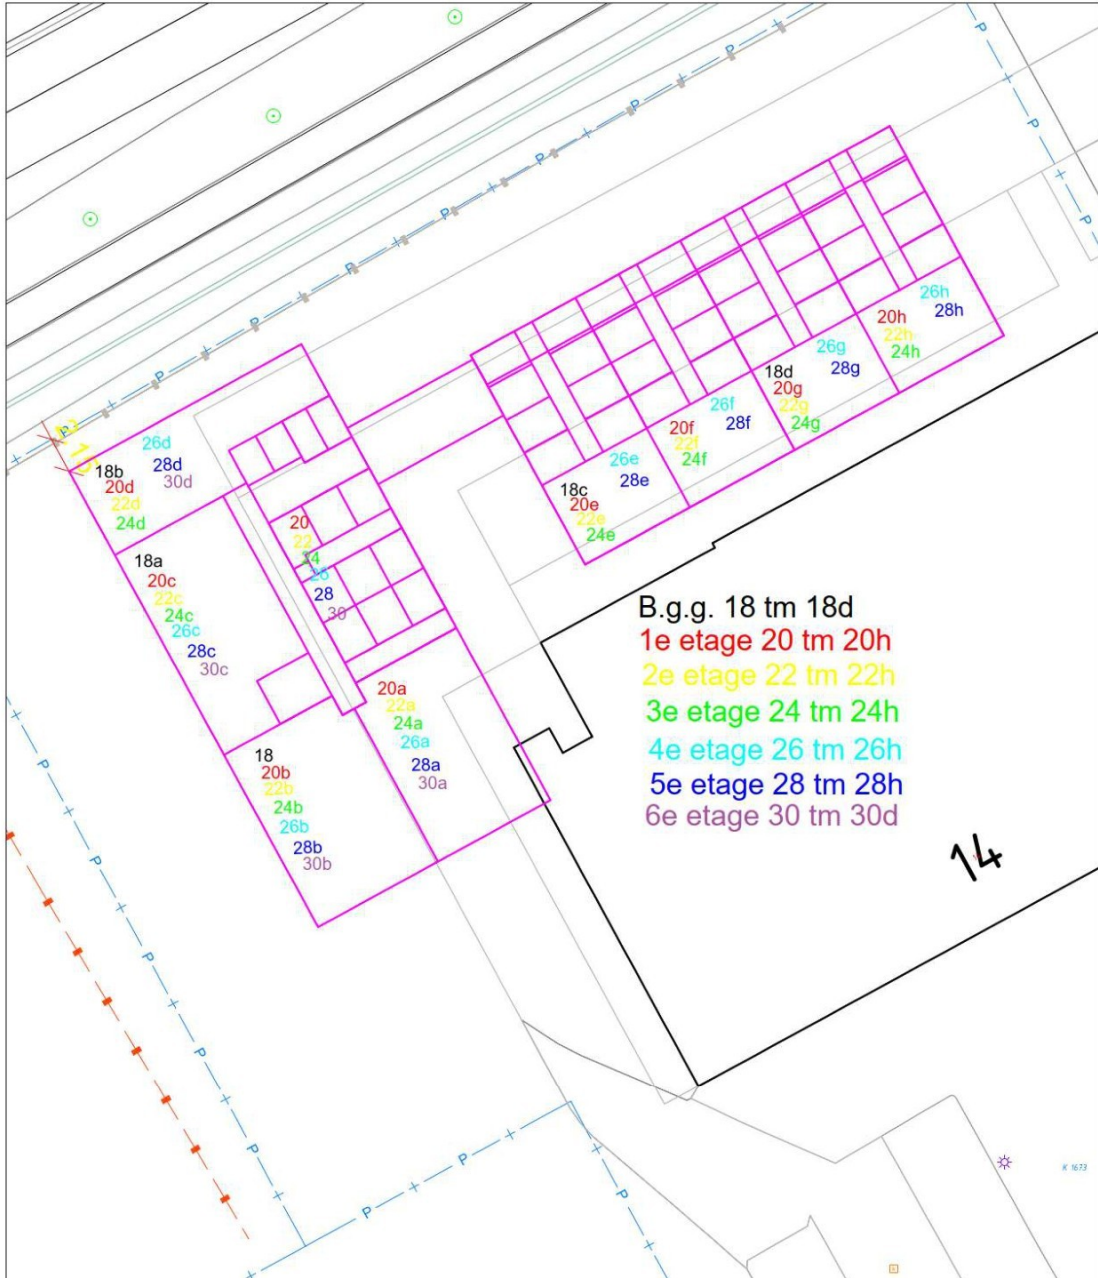 P
P
P
P
P
P
P
P
P
P
P
26h
20h
28h
22h
24h
26g
18d
28g
20g
22g
24g
26f
20f
28f
22f
24f
26e
18c
28e
20e
22e
24e
26d
18b
28d
20d
30d
22d
24d
18a
20c
22c
24c
26c
28c
30c
20
22
24
26
28
30
20a
22a
24a
26a
28a
30a
18
20b
22b
24b
26b
28b
30b
B.g.g. 18 tm 18d
1e etage 20 tm 20h
2e etage 22 tm 22h
3e etage 24 tm 24h
4e etage 26 tm 26h
5e etage 28 tm 28h
6e etage 30 tm 30d
14
P
P
P
P
P
P
P
P
K 1673